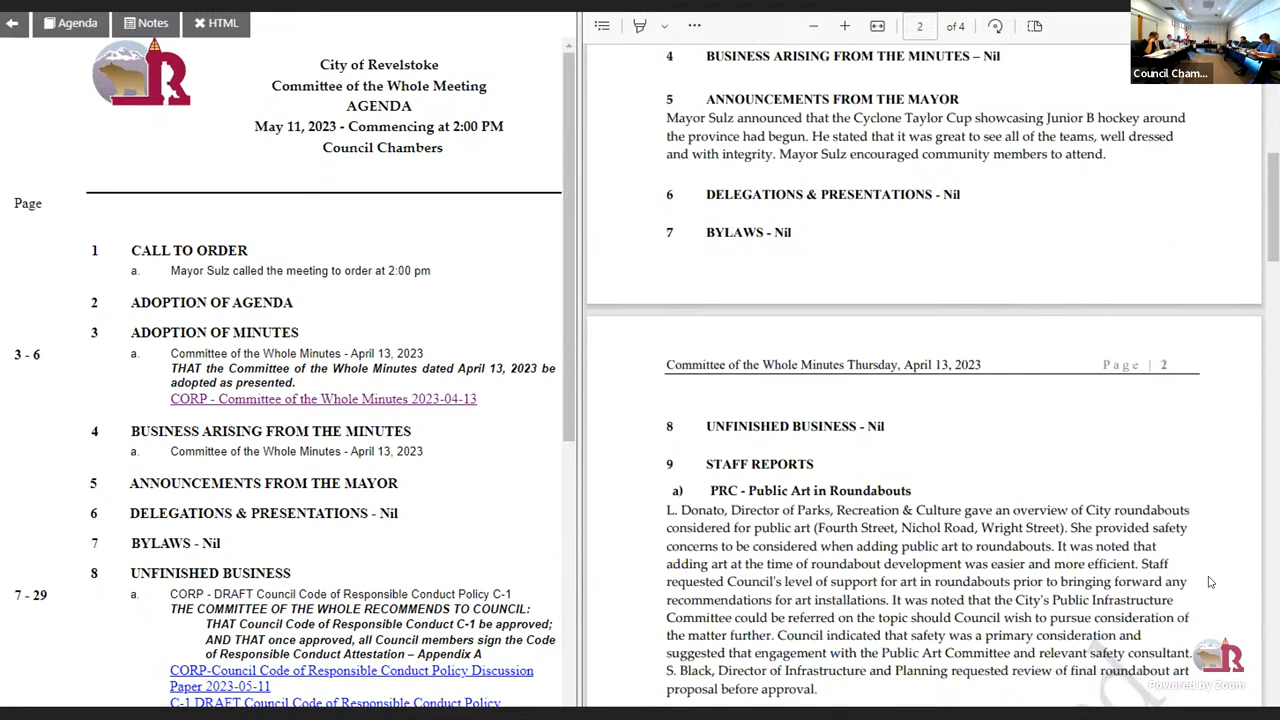 Agenda
Notes
HTML
City of Revelstoke
Committee of the Whole Meeting
AGENDA
May 11, 2023 - Commencing at 2:00 PM
Council Chambers
Page
1 CALL TO ORDER
a. Mayor Sulz called the meeting to order at 2:00 pm
2 ADOPTION OF AGENDA
3 ADOPTION OF MINUTES
3 - 6 a. Committee of the Whole Minutes - April 13, 2023
THAT the Committee of the Whole Minutes dated April 13, 2023 be
adopted as presented.
CORP - Committee of the Whole Minutes 2023-04-13
4 BUSINESS ARISING FROM THE MINUTES
a. Committee of the Whole Minutes - April 13, 2023
5 ANNOUNCEMENTS FROM THE MAYOR
6 DELEGATIONS & PRESENTATIONS - Nil
7 BYLAWS - Nil
8 UNFINISHED BUSINESS
7 - 29 a. CORP - DRAFT Council Code of Responsible Conduct Policy C-1
THE COMMITTEE OF THE WHOLE RECOMMENDS TO COUNCIL:
THAT Council Code of Responsible Conduct C-1 be approved;
AND THAT once approved, all Council members sign the Code
of Responsible Conduct Attestation – Appendix A
CORP-Council Code of Responsible Conduct Policy Discussion
Paper 2023-05-11
C-1 DRAFT Council Code of Responsible Conduct Policy
2 of 4
Council Cham...
4 BUSINESS ARISING FROM THE MINUTES – Nil
5 ANNOUNCEMENTS FROM THE MAYOR
Mayor Sulz announced that the Cyclone Taylor Cup showcasing Junior B hockey around
the province had begun. He stated that it was great to see all of the teams, well dressed
and with integrity. Mayor Sulz encouraged community members to attend.
6 DELEGATIONS & PRESENTATIONS - Nil
7 BYLAWS - Nil
Committee of the Whole Minutes Thursday, April 13, 2023 Page | 2
8 UNFINISHED BUSINESS - Nil
9 STAFF REPORTS
a) PRC - Public Art in Roundabouts
L. Donato, Director of Parks, Recreation & Culture gave an overview of City roundabouts
considered for public art (Fourth Street, Nichol Road, Wright Street). She provided safety
concerns to be considered when adding public art to roundabouts. It was noted that
adding art at the time of roundabout development was easier and more efficient. Staff
requested Council's level of support for art in roundabouts prior to bringing forward any
recommendations for art installations. It was noted that the City's Public Infrastructure
Committee could be referred on the topic should Council wish to pursue consideration of
the matter further. Council indicated that safety was a primary consideration and
suggested that engagement with the Public Art Committee and relevant safety consultant.
S. Black, Director of Infrastructure and Planning requested review of final roundabout art
proposal before approval.
Powered by Zoom